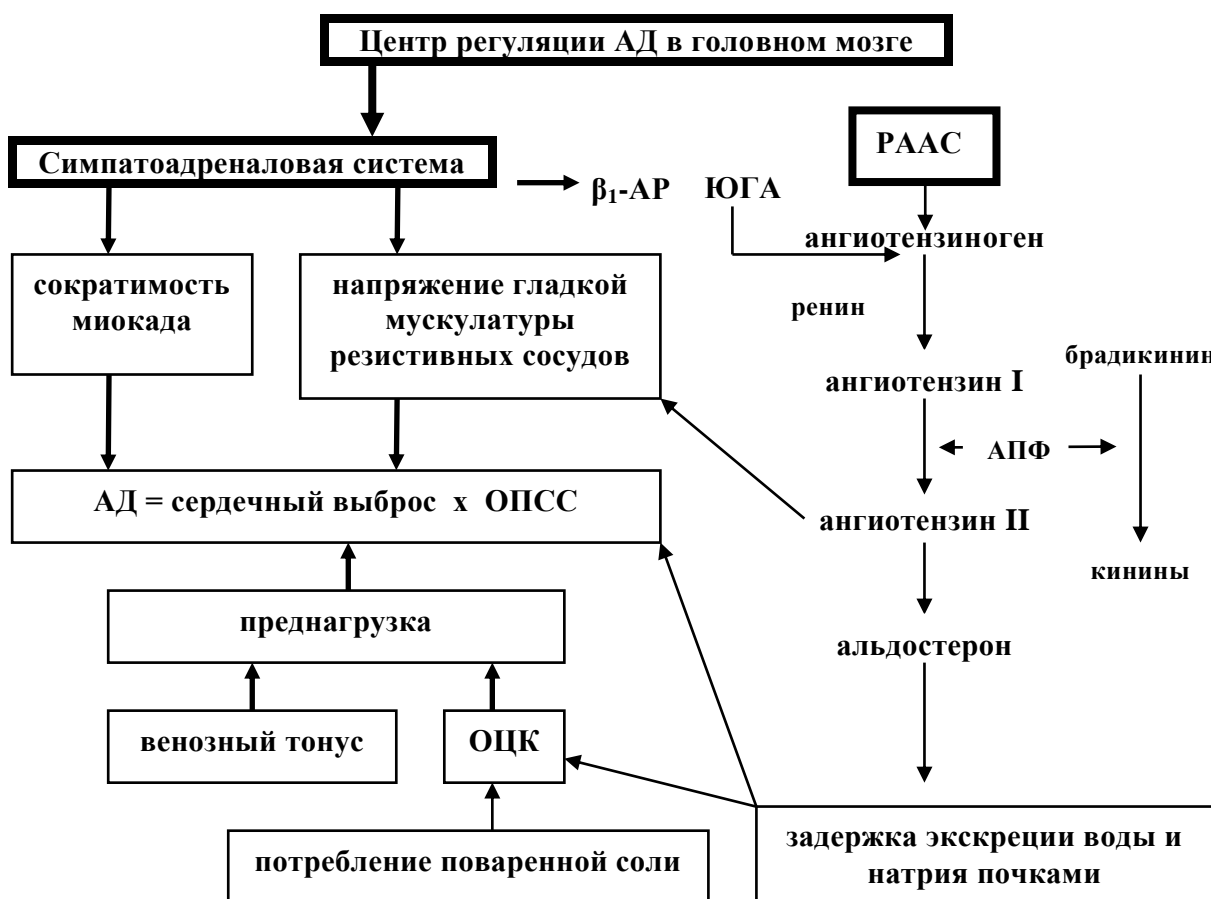 Центр регуляции АД в головном мозге
РААС
Симпатоадреналовая система
β₁-АР ЮГА
ангиотензиноген
сократимость
миокада
напряжение гладкой
мускулатуры
резистивных сосудов
ренин
брадикинин
ангиотензин I
АПФ
АД = сердечный выброс х ОПСС
ангиотензин II
кинины
преднагрузка
альдостерон
венозный тонус
ОЦК
задержка экскреции воды и
натрия почками
потребление поваренной соли